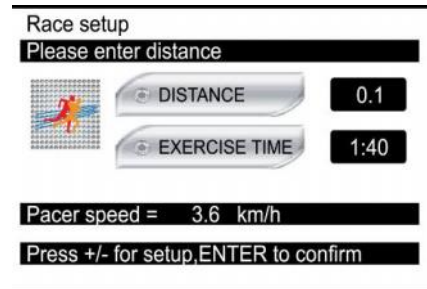 Race setup
Please enter distance
DISTANCE 0.1
EXERCISE TIME 1:40
Pacer speed = 3.6 km/h
Press +/- for setup,ENTER to confirm